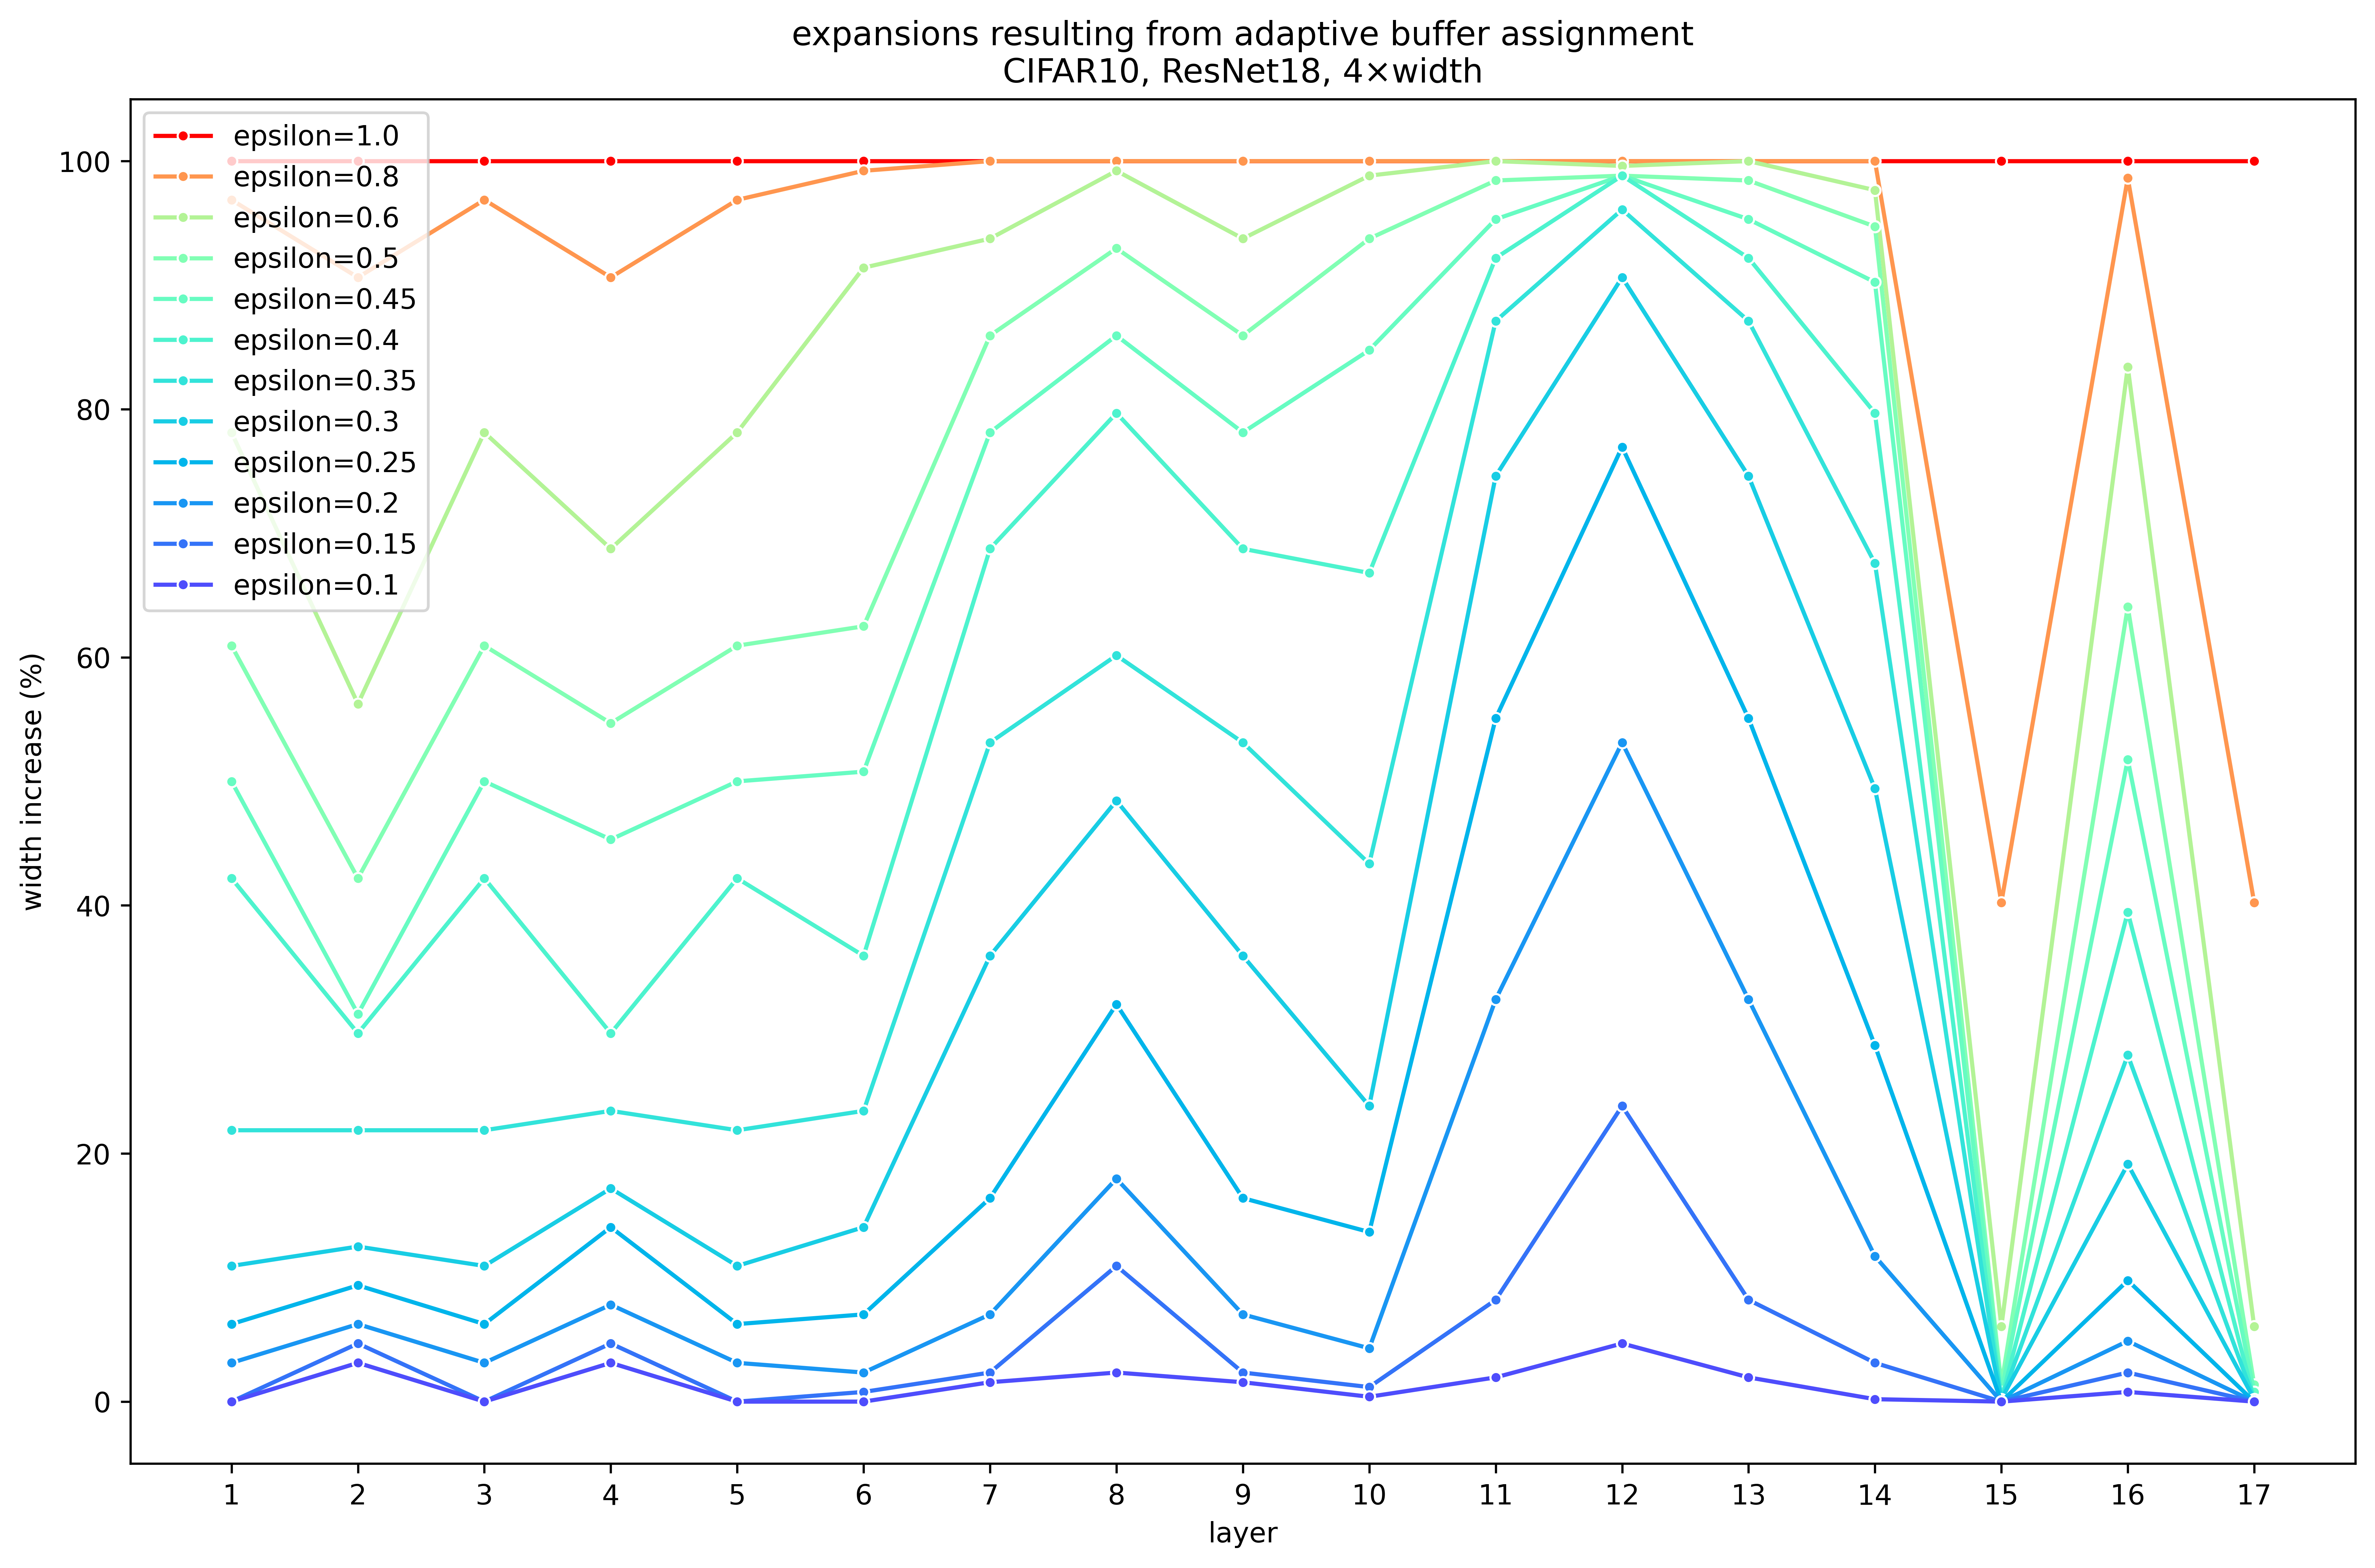 expansions resulting from adaptive buffer assignment
CIFAR10, ResNet18, 4×width
epsilon=1.0
epsilon=0.8
epsilon=0.6
epsilon=0.5
epsilon=0.45
epsilon=0.4
epsilon=0.35
epsilon=0.3
epsilon=0.25
epsilon=0.2
epsilon=0.15
epsilon=0.1
width increase (%)
100
80
60
40
20
0
1 2 3 4 5 6 7 8 9 10 11 12 13 14 15 16 17
layer